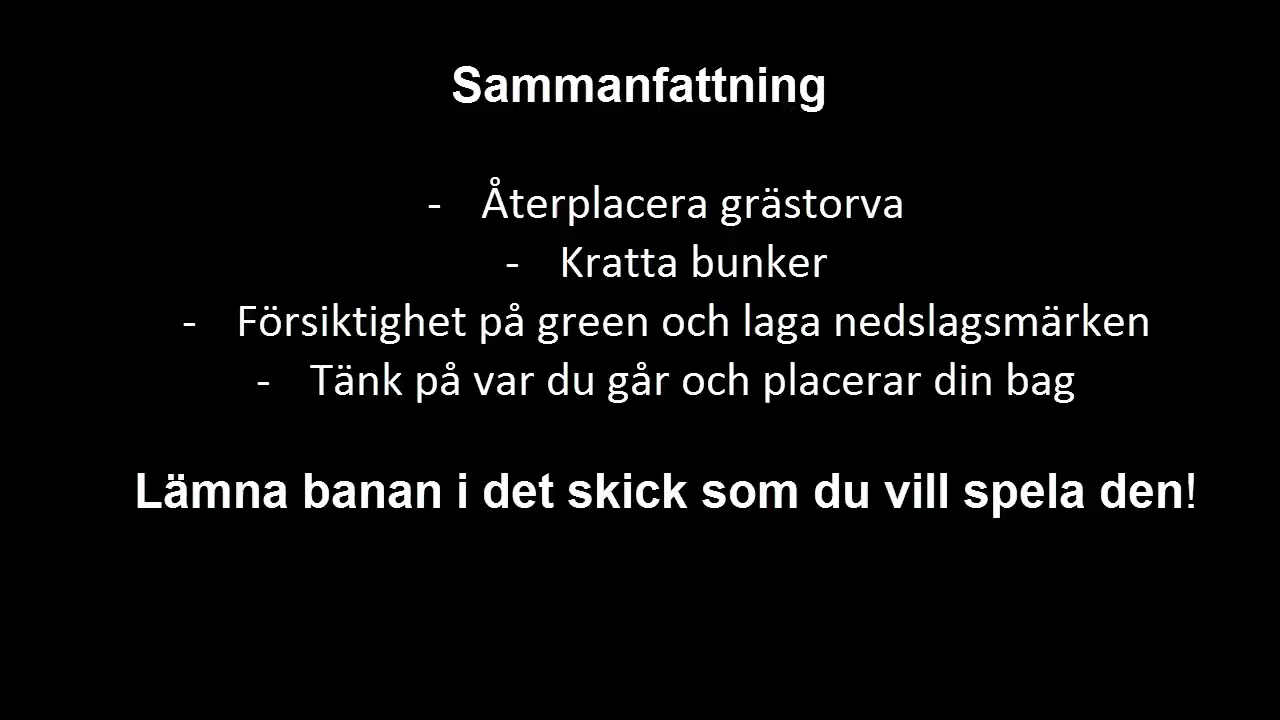 Sammanfattning
- Återplacera grästorva
- Kratta bunker
- Försiktighet på green och laga nedslagsmärken
- Tänk på var du går och placerar din bag
Lämna banan i det skick som du vill spela den!